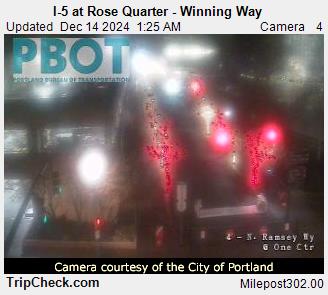 I-5 at Rose Quarter - Winning Way
Updated Dec 14 2024 1:25 AM Camera 4
PBOT
PORTLAND BUREAU OF TRANSPORTATION
4 - N. Ramsey Wy
@ One Ctr
Camera courtesy of the City of Portland
TripCheck.com Milepost302.00